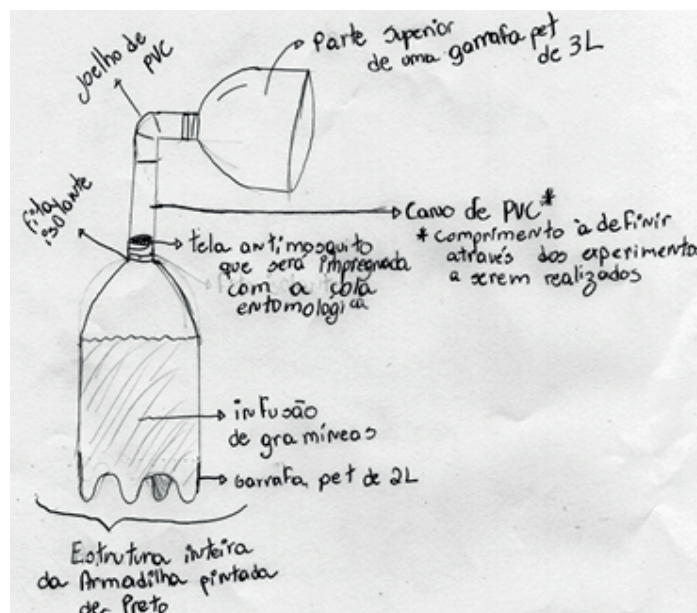 Parte superior
de uma garrafa pet
de 3L
Joelho de
PVC
Fita
isolante
Cano de PVC*
* comprimento à definir
através dos experimento
a serem realizados
tela antimosquito
que será impregnada
com a cola
entomologica
infusão
de gramíneas
Garrafa pet de 2L
Estrutura inteira
da Armadilha pintada
de Preto